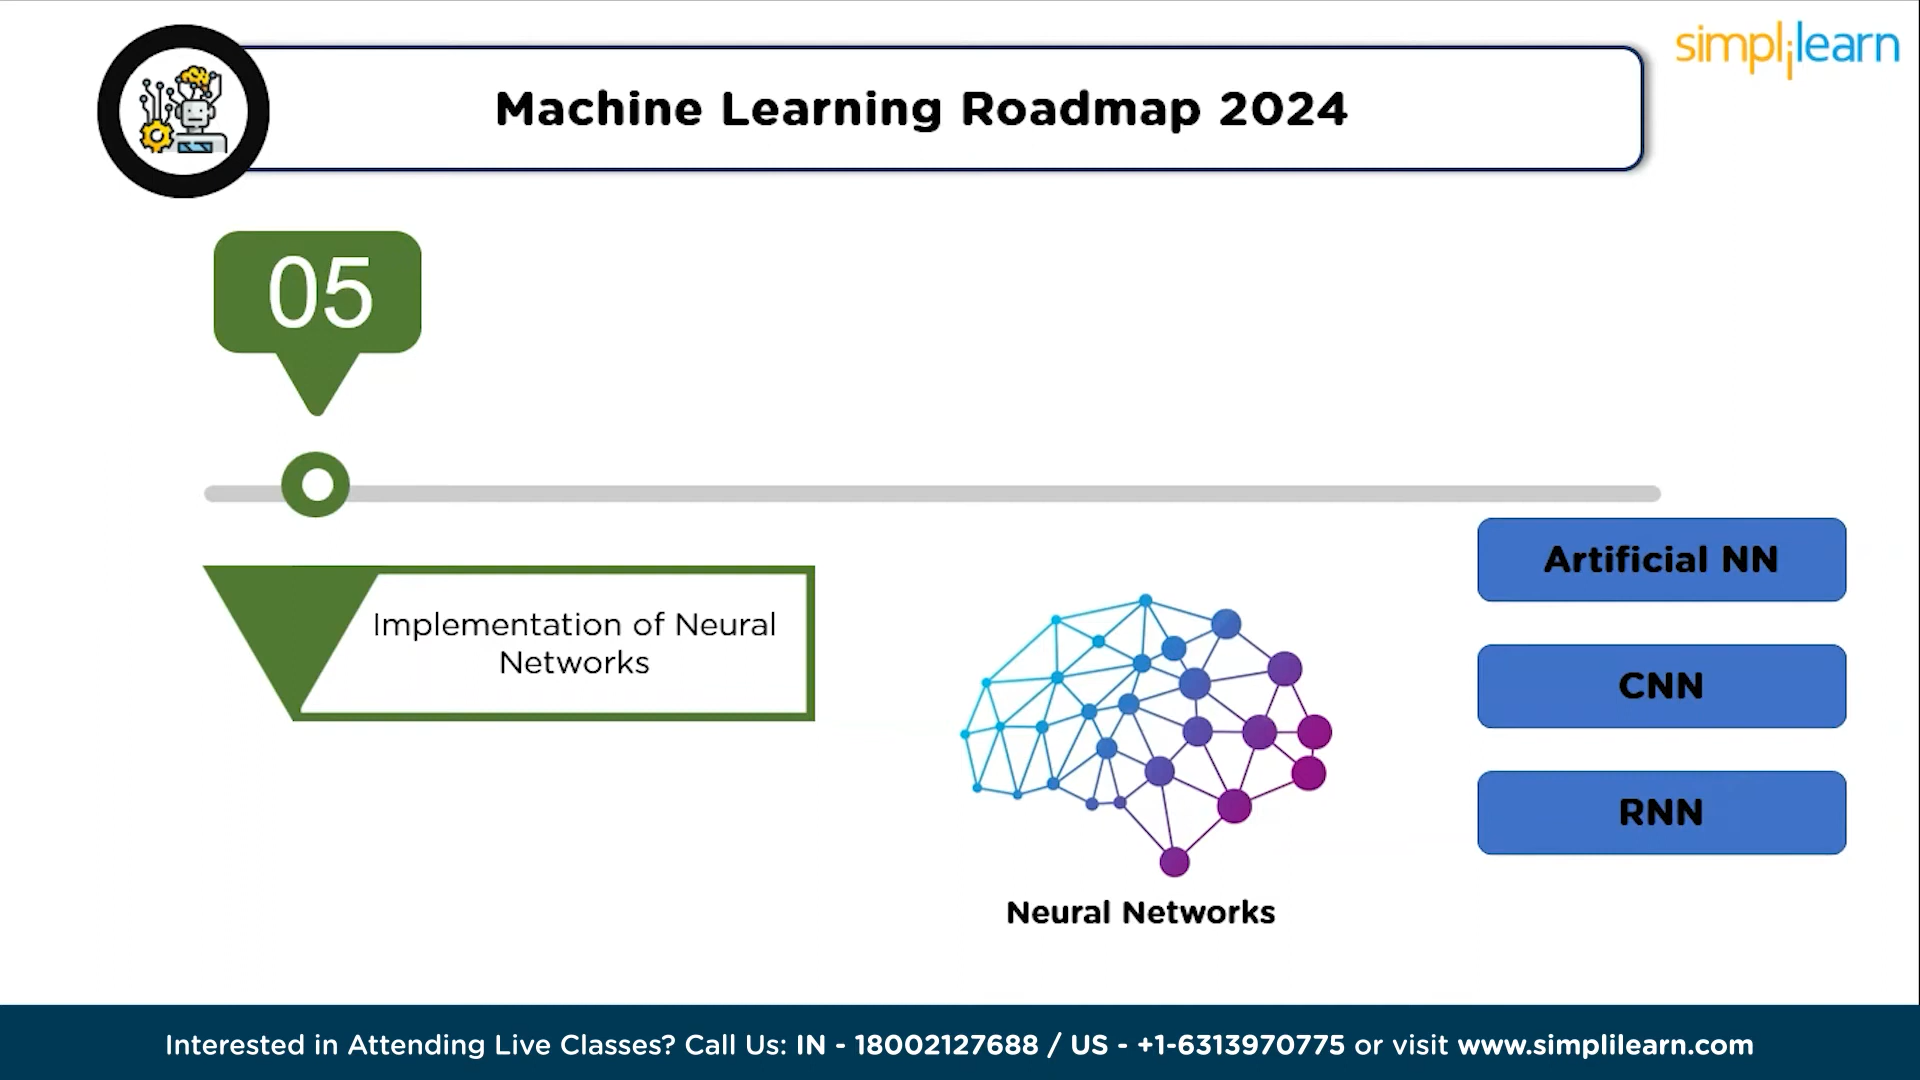 simplilearn
Machine Learning Roadmap 2024
05
Implementation of Neural
Networks
Artificial NN
CNN
RNN
Neural Networks
Interested in Attending Live Classes? Call Us: IN - 18002127688 / US - +1-6313970775 or visit www.simplilearn.com